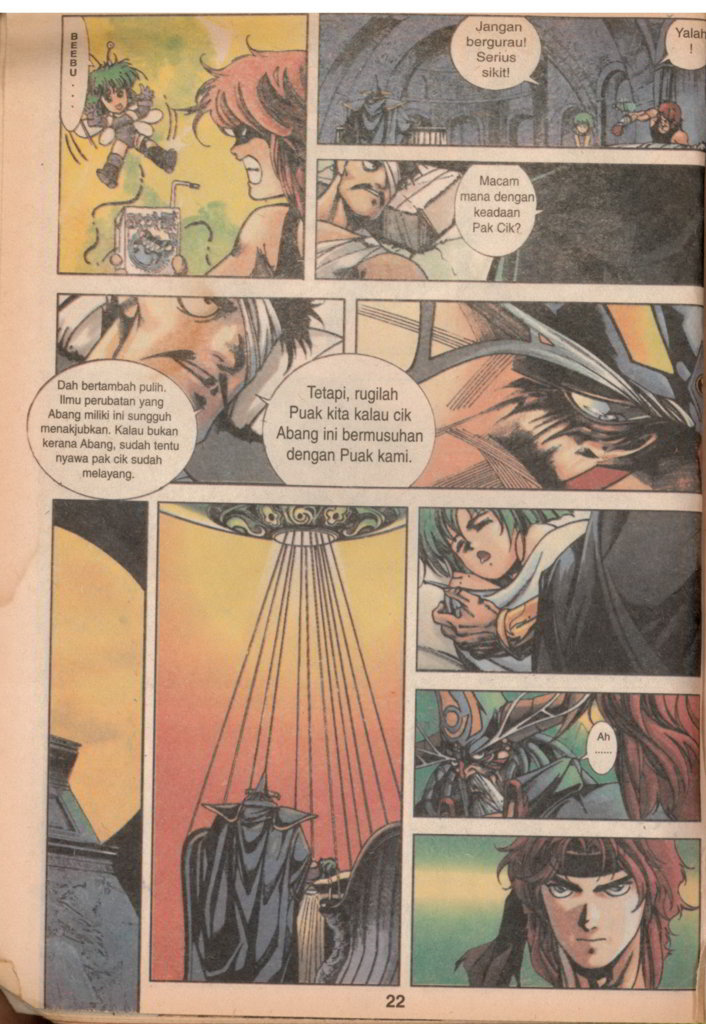 BEEBU...
Jangan
bergurau!
Serius
sikit!
Yalah
!
Macam
mana dengan
keadaan
Pak Cik?
Dah bertambah pulih.
Ilmu perubatan yang
Abang miliki ini sungguh
menakjubkan. Kalau bukan
kerana Abang, sudah tentu
nyawa pak cik sudah
melayang.
Tetapi, rugilah
Puak kita kalau cik
Abang ini bermusuhan
dengan Puak kami.
Ah
......
22